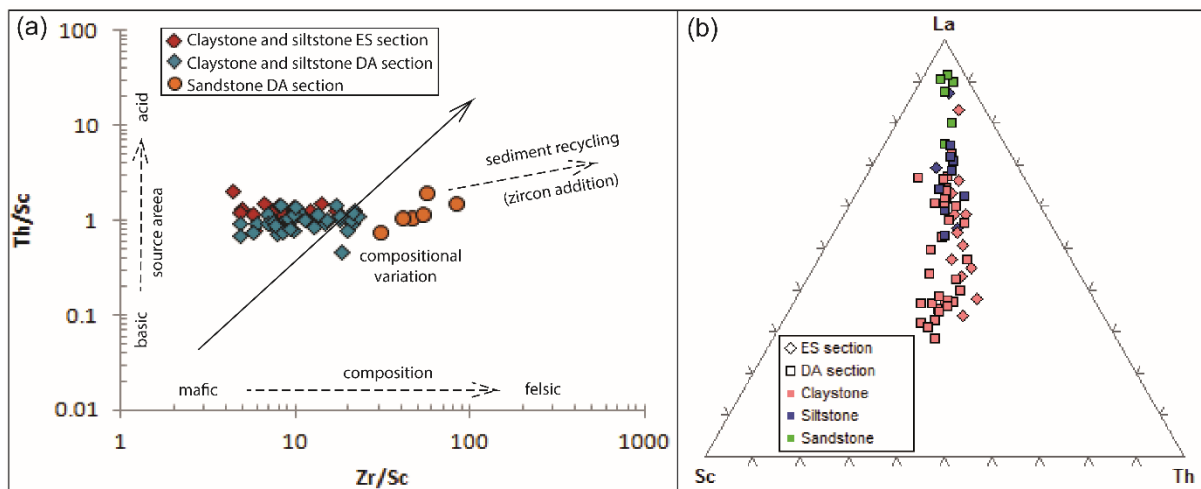 (a)
Claystone and siltstone ES section
Claystone and siltstone DA section
Sandstone DA section
100
10
1
0.1
0.01
Th/Sc
acid
source areea
basic
sediment recycling
(zircon addition)
compositional
variation
mafic
composition
felsic
1
10
100
1000
Zr/Sc
(b)
La
ES section
DA section
Claystone
Siltstone
Sandstone
Sc
Th